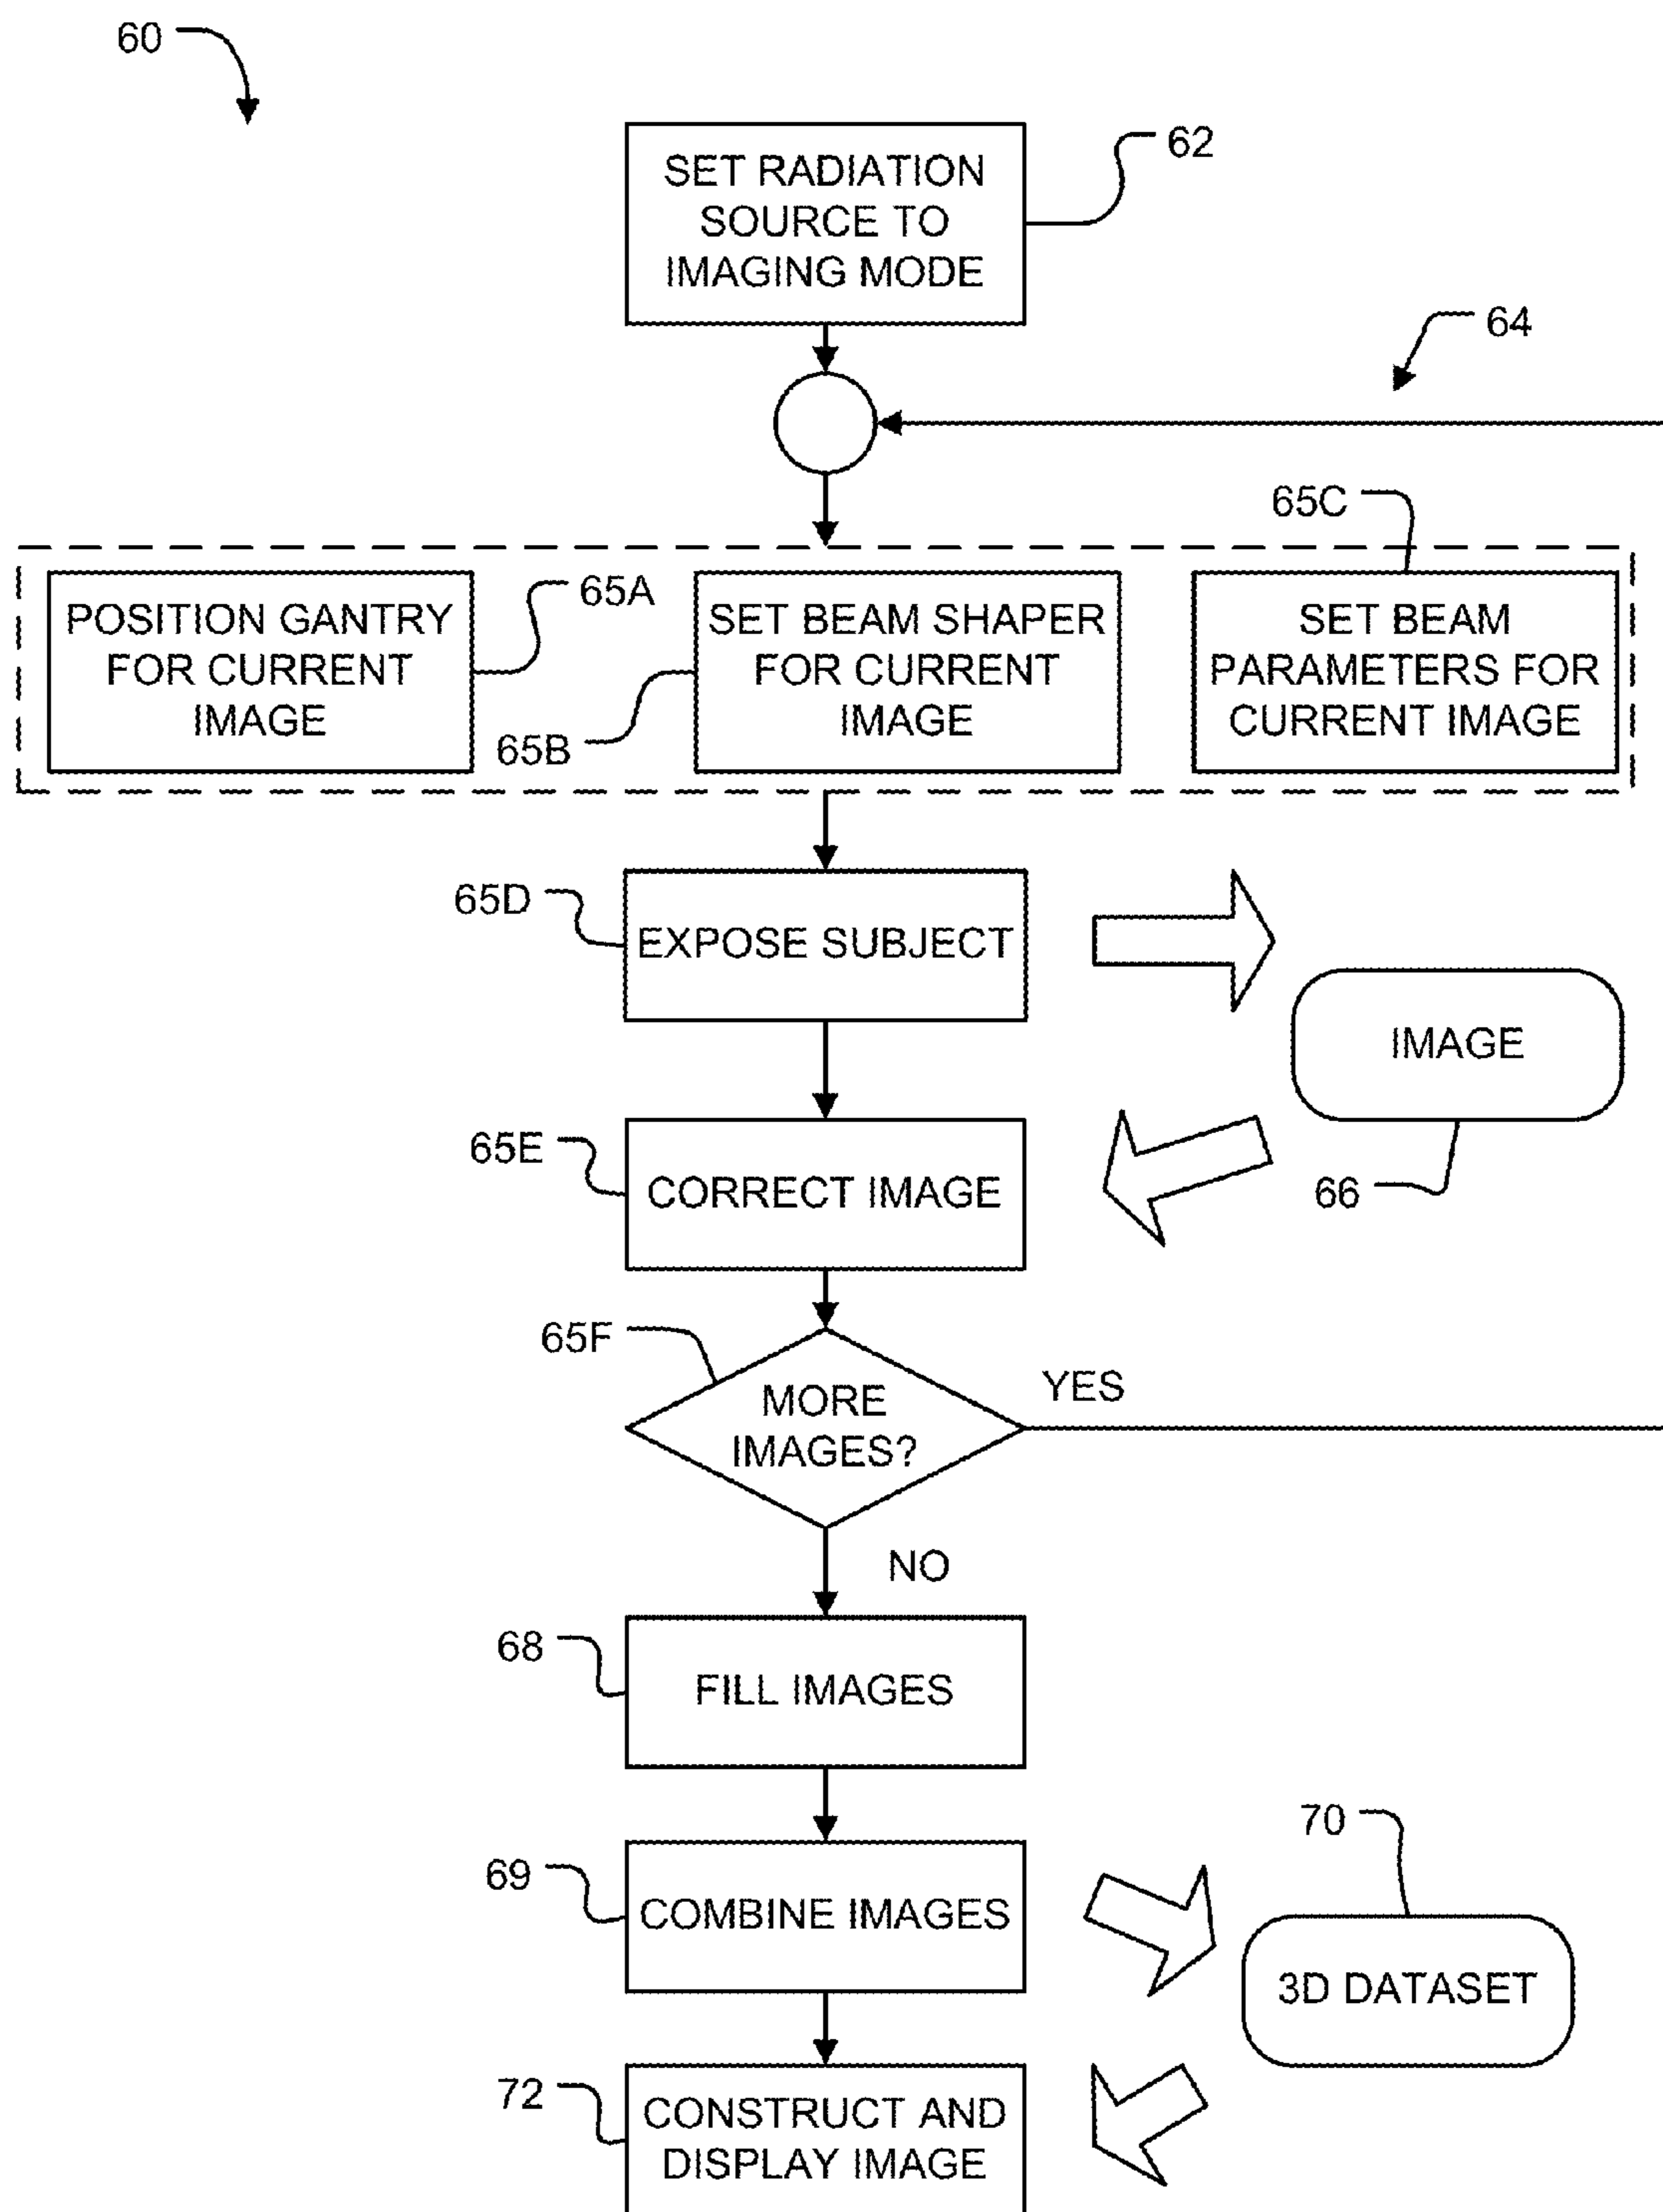 60
SET RADIATION
SOURCE TO
IMAGING MODE
62
64
65C
POSITION GANTRY
FOR CURRENT
IMAGE
65A
65B
SET BEAM SHAPER
FOR CURRENT
IMAGE
SET BEAM
PARAMETERS FOR
CURRENT IMAGE
65D
EXPOSE SUBJECT
IMAGE
66
65E
CORRECT IMAGE
65F
MORE
IMAGES?
YES
NO
68
FILL IMAGES
69
COMBINE IMAGES
70
3D DATASET
72
CONSTRUCT AND
DISPLAY IMAGE